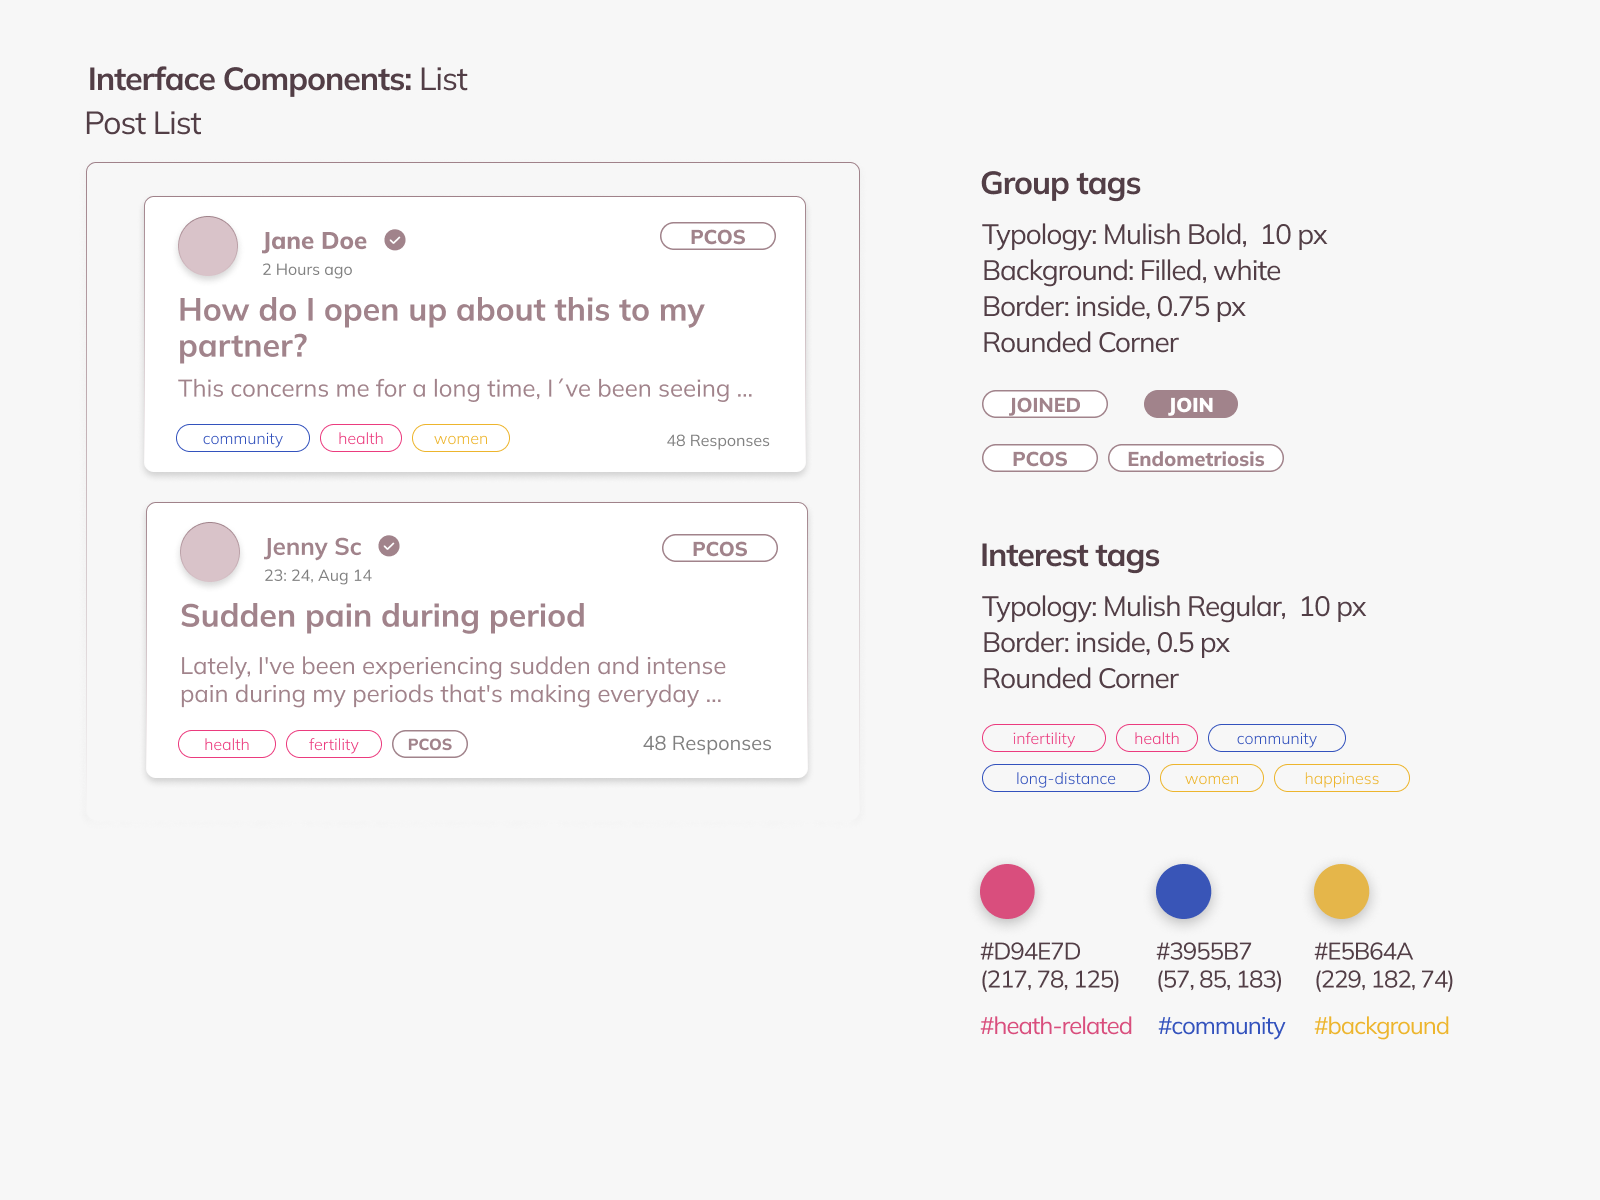 Interface Components: List
Post List
Jane Doe
PCOS
2 Hours ago
How do I open up about this to my
partner?
This concerns me for a long time, I´ve been seeing ...
community health women
48 Responses
Jenny Sc
PCOS
23: 24, Aug 14
Sudden pain during period
Lately, I've been experiencing sudden and intense
pain during my periods that's making everyday ...
health fertility PCOS
48 Responses
Group tags
Typology: Mulish Bold,  10 px
Background: Filled, white
Border: inside, 0.75 px
Rounded Corner
JOINED JOIN
PCOS Endometriosis
Interest tags
Typology: Mulish Regular,  10 px
Border: inside, 0.5 px
Rounded Corner
infertility health community
long-distance women happiness
#D94E7D #3955B7 #E5B64A
(217, 78, 125) (57, 85, 183) (229, 182, 74)
#heath-related #community #background